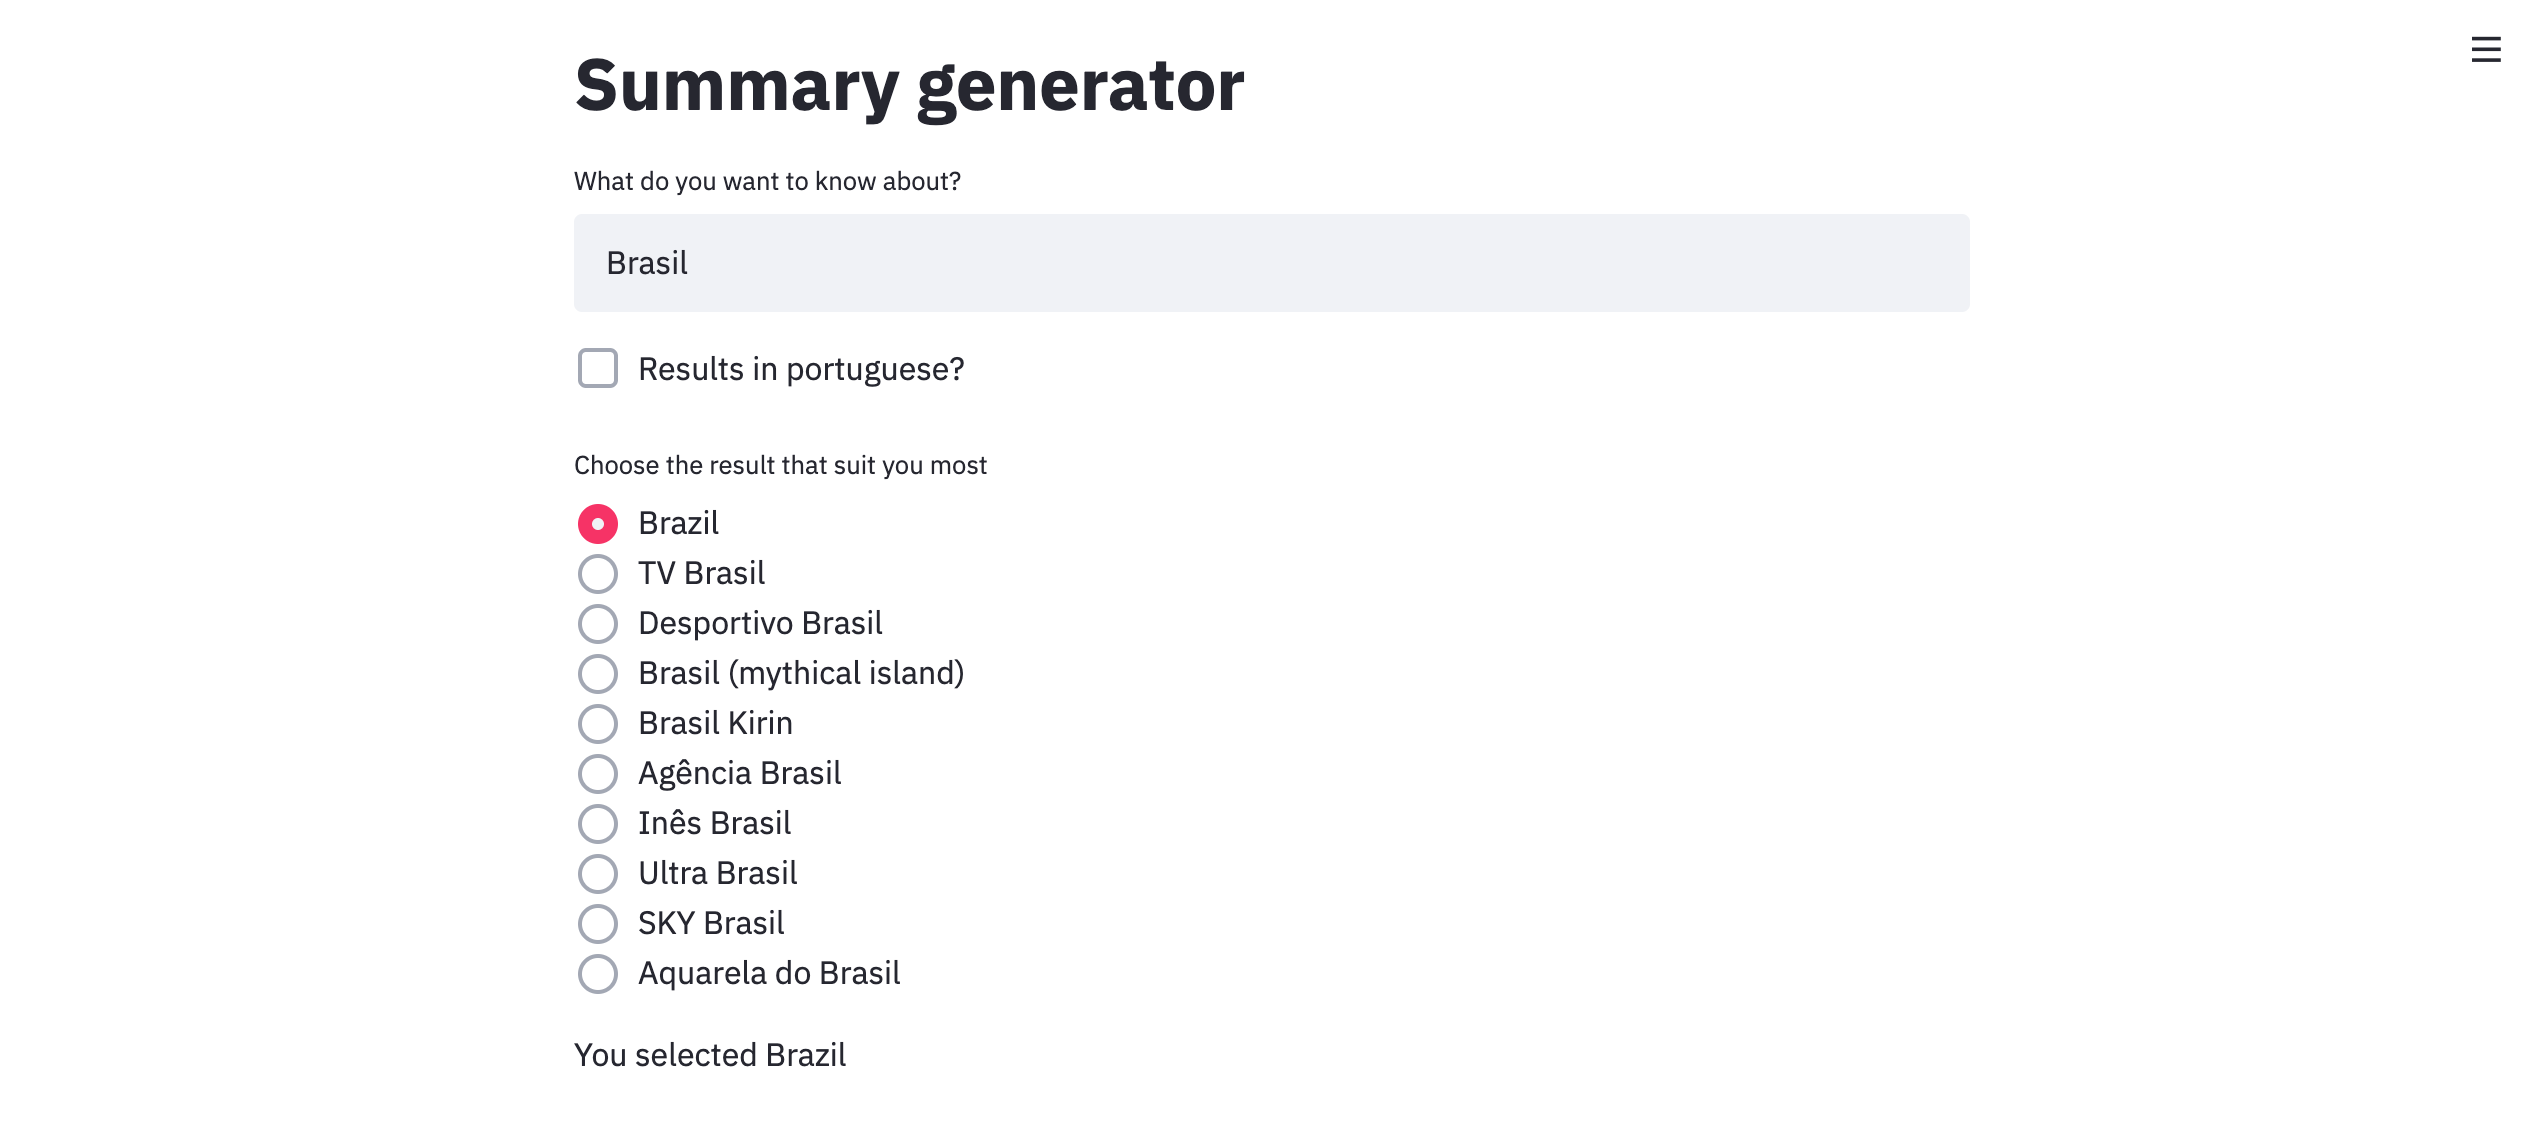 Summary generator
What do you want to know about?
Brasil
Results in portuguese?
Choose the result that suit you most
Brazil
TV Brasil
Desportivo Brasil
Brasil (mythical island)
Brasil Kirin
Agência Brasil
Inês Brasil
Ultra Brasil
SKY Brasil
Aquarela do Brasil
You selected Brazil